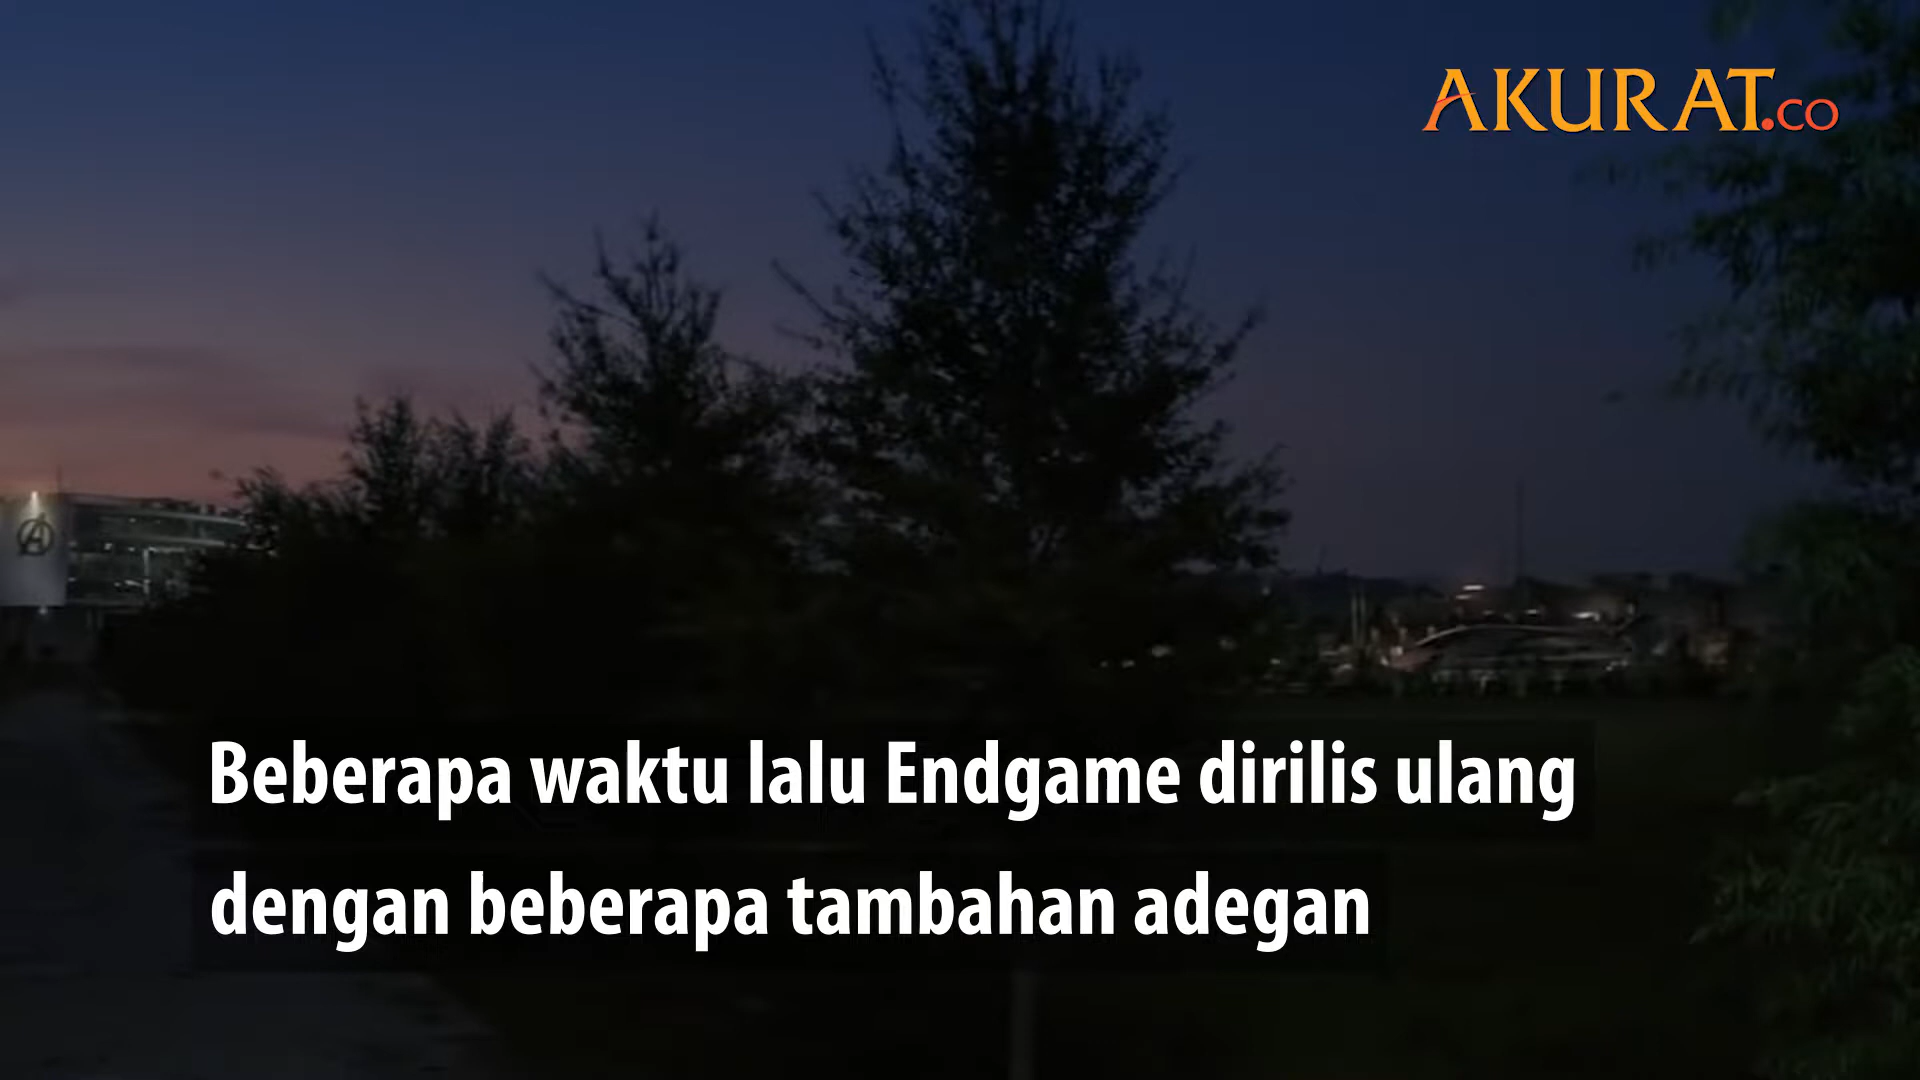 AKURAT.CO
Beberapa waktu lalu Endgame dirilis ulang
dengan beberapa tambahan adegan